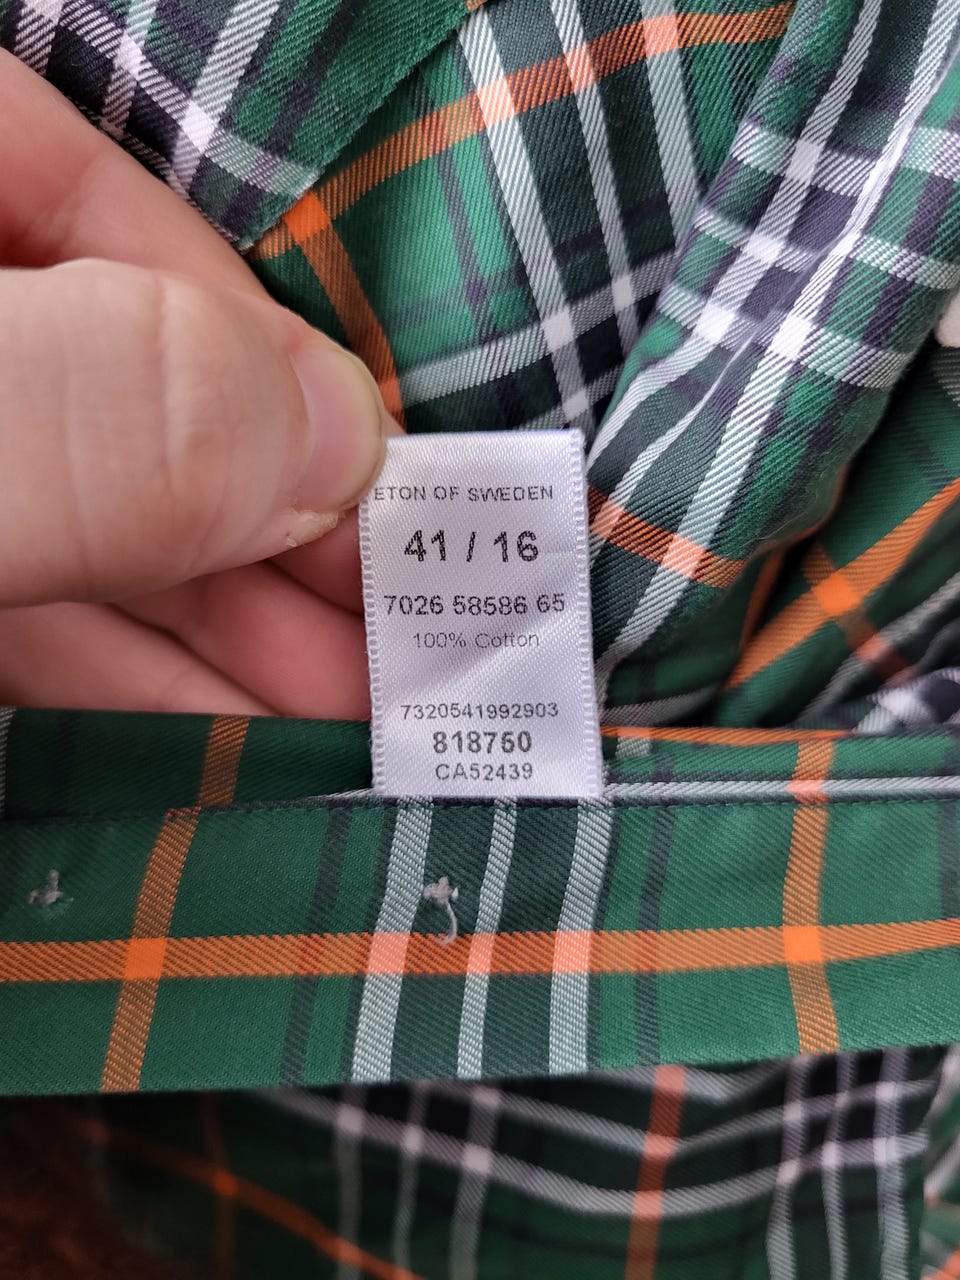 ETON OF SWEDEN
41 / 16
7026 58586 65
100% Cotton
7320541992903
818750
CA52439